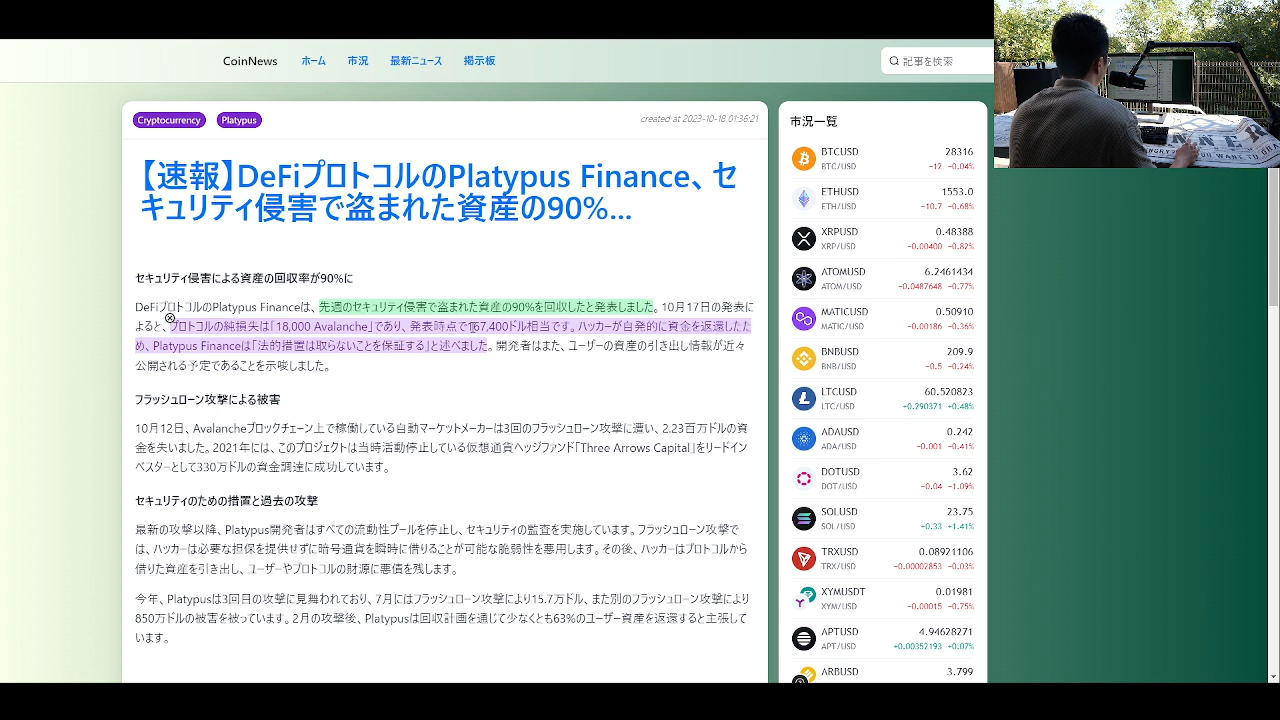 CoinNews
ホーム
市況
最新ニュース
掲示板
記事を検索
Cryptocurrency
Platypus
created at 2023-10-18 01:36:21
【速報】DeFiプロトコルのPlatypus Finance、セ
キュリティ侵害で盗まれた資産の90%...
セキュリティ侵害による資産の回収率が90%に
DeFiプロトコルのPlatypus Financeは、先週のセキュリティ侵害で盗まれた資産の90%を回収したと発表しました。10月17日の発表に
よると、プロトコルの純損失は「18,000 Avalanche」であり、発表時点で167,400ドル相当です。ハッカーが自発的に資金を返還したた
め、Platypus Financeは「法的措置は取らないことを保証する」と述べました。開発者はまた、ユーザーの資産の引き出し情報が近々
公開される予定であることを示唆しました。
フラッシュローン攻撃による被害
10月12日、Avalancheブロックチェーン上で稼働している自動マーケットメーカーは3回のフラッシュローン攻撃に遭い、2.23百万ドルの資
金を失いました。2021年には、このプロジェクトは当時活動停止している仮想通貨ヘッジファンド「Three Arrows Capital」をリードイン
ベスターとして330万ドルの資金調達に成功しています。
セキュリティのための措置と過去の攻撃
最新の攻撃以降、Platypus開発者はすべての流動性プールを停止し、セキュリティの監査を実施しています。フラッシュローン攻撃で
は、ハッカーは必要な担保を提供せずに暗号通貨を瞬時に借りることが可能な脆弱性を悪用します。その後、ハッカーはプロトコルから
借りた資産を引き出し、ユーザーやプロトコルの財源に悪債を残します。
今年、Platypusは3回目の攻撃に見舞われており、7月にはフラッシュローン攻撃により15.7万ドル、また別のフラッシュローン攻撃により
850万ドルの被害を被っています。2月の攻撃後、Platypusは回収計画を通じて少なくとも63%のユーザー資産を返還すると主張して
います。
市況一覧
BTCUSD 28316
BTC/USD -12 -0.04%
ETHUSD 1553.0
ETH/USD -10.7 -0.68%
XRPUSD 0.48388
XRP/USD -0.00400 -0.82%
ATOMUSD 6.2461434
ATOM/USD -0.0487648 -0.77%
MATICUSD 0.50910
MATIC/USD -0.00186 -0.36%
BNBUSD 209.9
BNB/USD -0.5 -0.24%
LTCUSD 60.520823
LTC/USD +0.290371 +0.48%
ADAUSD 0.242
ADA/USD -0.001 -0.41%
DOTUSD 3.62
DOT/USD -0.04 -1.09%
SOLUSD 23.75
SOL/USD +0.33 +1.41%
TRXUSD 0.08921106
TRX/USD -0.00002853 -0.03%
XYMUSDT 0.01981
XYM/USD -0.00015 -0.75%
APTUSD 4.94628271
APT/USD +0.00352193 +0.07%
ARBUSD 3.799